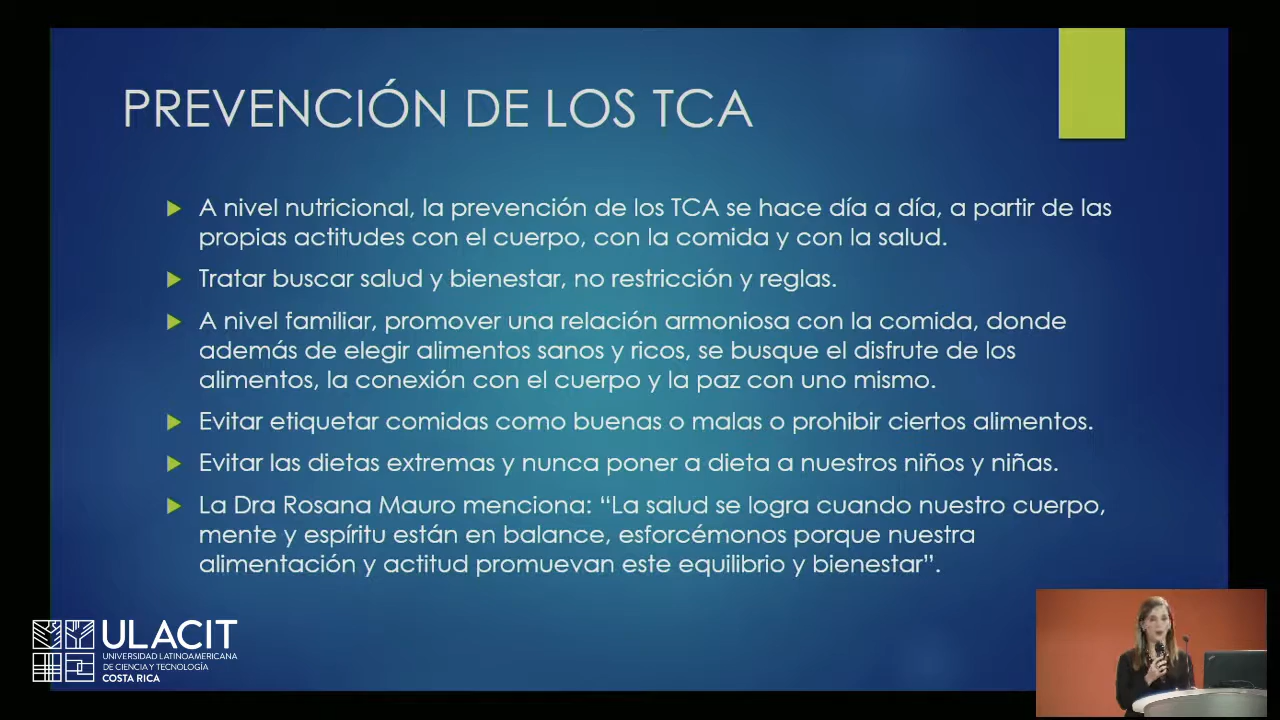 PREVENCIÓN DE LOS TCA
A nivel nutricional, la prevención de los TCA se hace día a día, a partir de las
propias actitudes con el cuerpo, con la comida y con la salud.
Tratar buscar salud y bienestar, no restricción y reglas.
A nivel familiar, promover una relación armoniosa con la comida, donde
además de elegir alimentos sanos y ricos, se busque el disfrute de los
alimentos, la conexión con el cuerpo y la paz con uno mismo.
Evitar etiquetar comidas como buenas o malas o prohibir ciertos alimentos.
Evitar las dietas extremas y nunca poner a dieta a nuestros niños y niñas.
La Dra Rosana Mauro menciona: “La salud se logra cuando nuestro cuerpo,
mente y espíritu están en balance, esforcémonos porque nuestra
alimentación y actitud promuevan este equilibrio y bienestar”.
ULACIT
UNIVERSIDAD LATINOAMERICANA
DE CIENCIA Y TECNOLOGÍA
COSTA RICA